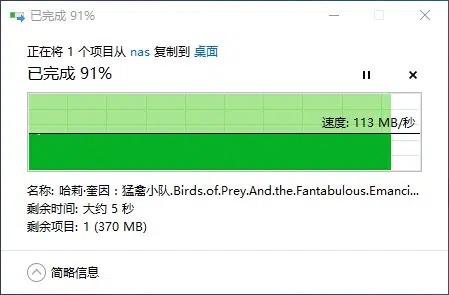 已完成 91%
正在将 1 个项目从 nas 复制到 桌面
已完成 91%
速度: 113 MB/秒
名称: 哈莉·奎因：猛禽小队.Birds.of.Prey.And.the.Fantabulous.Emanci...
剩余时间: 大约 5 秒
剩余项目: 1 (370 MB)
简略信息